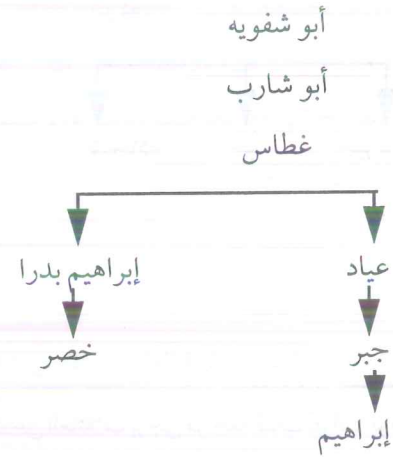 أبو شفويه
أبو شارب
غطاس
عياد إبراهيم بدرا
جبر خصر
إبراهيم